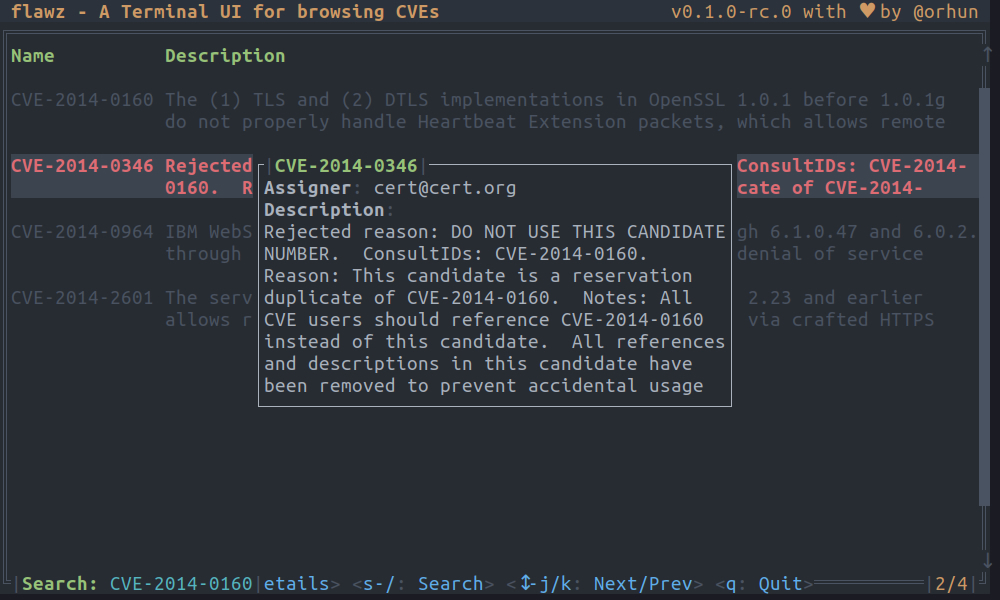 flawz - A Terminal UI for browsing CVEs v0.1.0-rc.0 with ♥ by @orhun
Name Description
CVE-2014-0160 The (1) TLS and (2) DTLS implementations in OpenSSL 1.0.1 before 1.0.1g
do not properly handle Heartbeat Extension packets, which allows remote
CVE-2014-0346 Rejected |CVE-2014-0346| ConsultIDs: CVE-2014-
0160. R Assigner: cert@cert.org cate of CVE-2014-
Description:
CVE-2014-0964 IBM WebS Rejected reason: DO NOT USE THIS CANDIDATE gh 6.1.0.47 and 6.0.2.
through NUMBER. ConsultIDs: CVE-2014-0160. denial of service
Reason: This candidate is a reservation
CVE-2014-2601 The serv duplicate of CVE-2014-0160. Notes: All 2.23 and earlier
allows r CVE users should reference CVE-2014-0160 via crafted HTTPS
instead of this candidate. All references
and descriptions in this candidate have
been removed to prevent accidental usage
|Search: CVE-2014-0160|etails> <s-/: Search> <↕-j/k: Next/Prev> <q: Quit> |2/4|